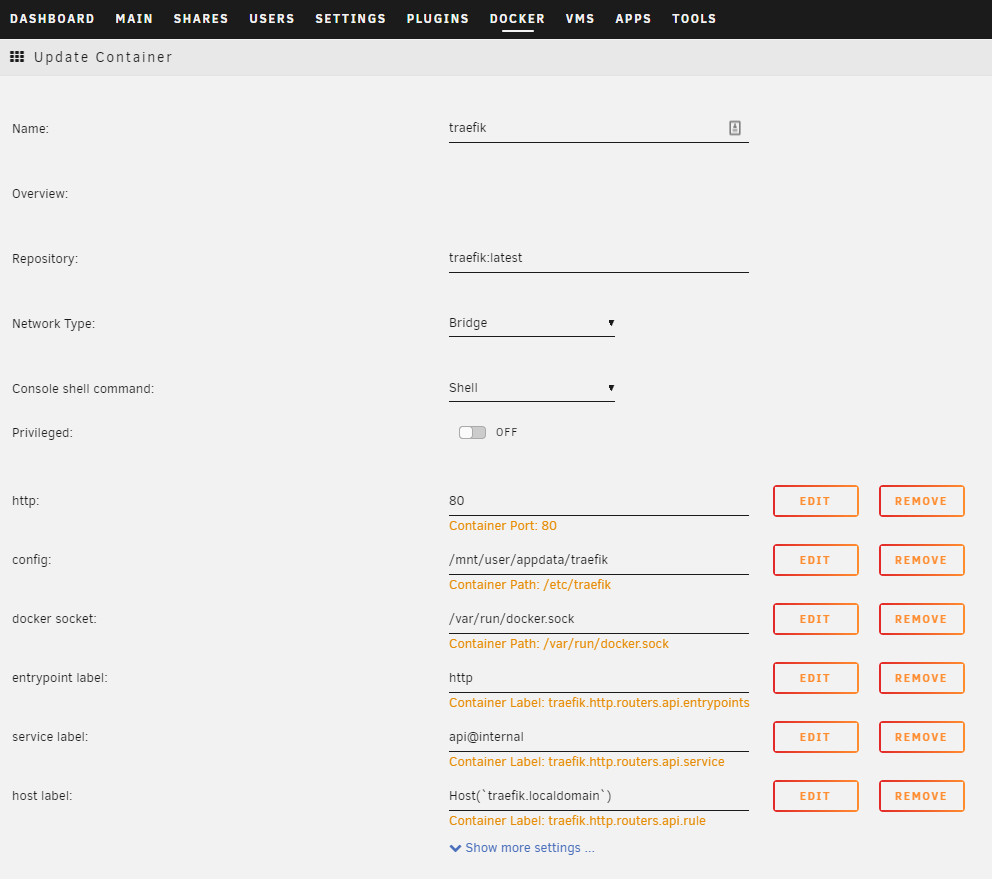 DASHBOARD MAIN SHARES USERS SETTINGS PLUGINS DOCKER VMS APPS TOOLS
Update Container
Name: traefik
Overview:
Repository: traefik:latest
Network Type: Bridge
Console shell command: Shell
Privileged: OFF
http: 80 EDIT REMOVE
Container Port: 80
config: /mnt/user/appdata/traefik EDIT REMOVE
Container Path: /etc/traefik
docker socket: /var/run/docker.sock EDIT REMOVE
Container Path: /var/run/docker.sock
entrypoint label: http EDIT REMOVE
Container Label: traefik.http.routers.api.entrypoints
service label: api@internal EDIT REMOVE
Container Label: traefik.http.routers.api.service
host label: Host(`traefik.localdomain`) EDIT REMOVE
Container Label: traefik.http.routers.api.rule
Show more settings ...